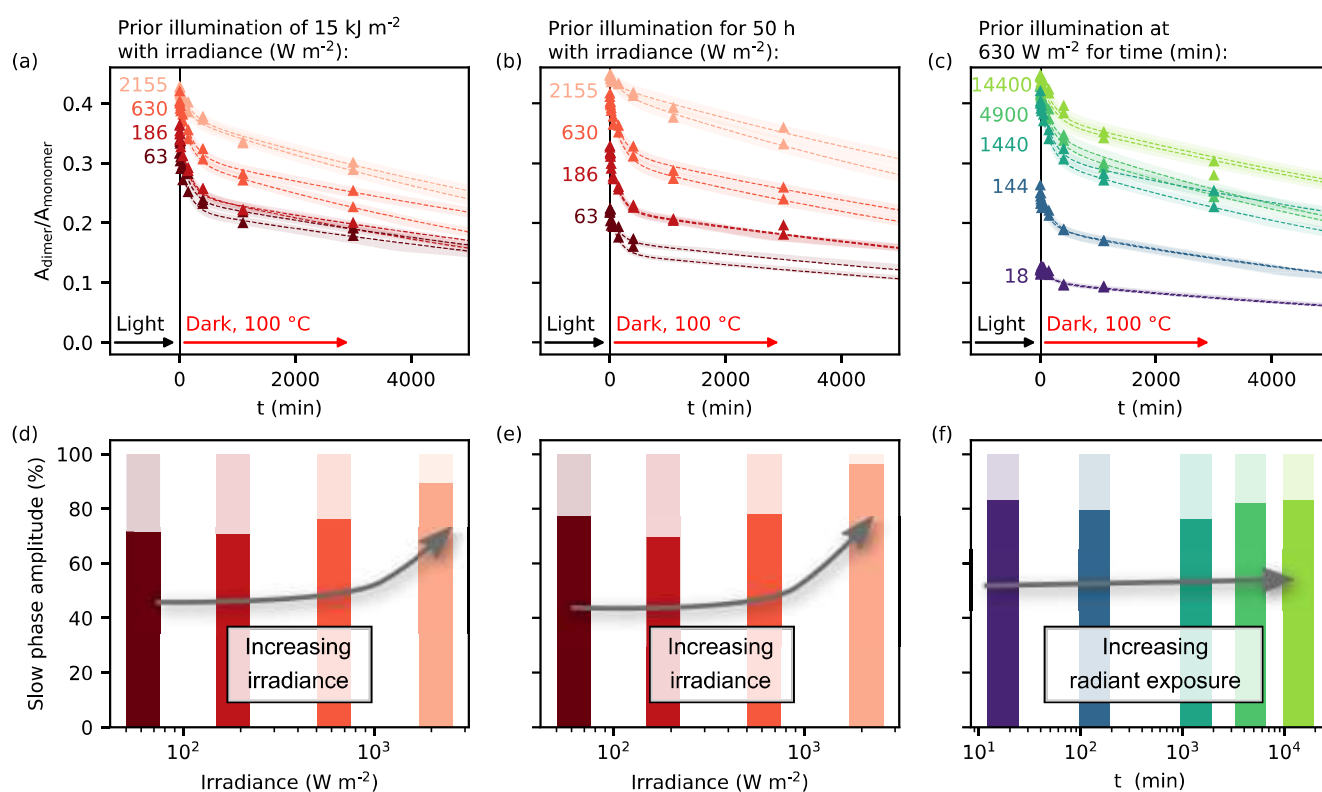 Prior illumination of 15 kJ m⁻²
with irradiance (W m⁻²):
Prior illumination for 50 h
with irradiance (W m⁻²):
Prior illumination at
630 W m⁻² for time (min):
(a)
(b)
(c)
A_dimer/A_monomer
0.4
0.3
0.2
0.1
0.0
2155
630
186
63
Light
Dark, 100 °C
0
2000
4000
t (min)
2155
630
186
63
Light
Dark, 100 °C
0
2000
4000
t (min)
14400
4900
1440
144
18
Light
Dark, 100 °C
0
2000
4000
t (min)
(d)
(e)
(f)
Slow phase amplitude (%)
100
80
60
40
20
0
Increasing
irradiance
10²
10³
Irradiance (W m⁻²)
Increasing
irradiance
10²
10³
Irradiance (W m⁻²)
Increasing
radiant exposure
10¹
10²
10³
10⁴
t (min)